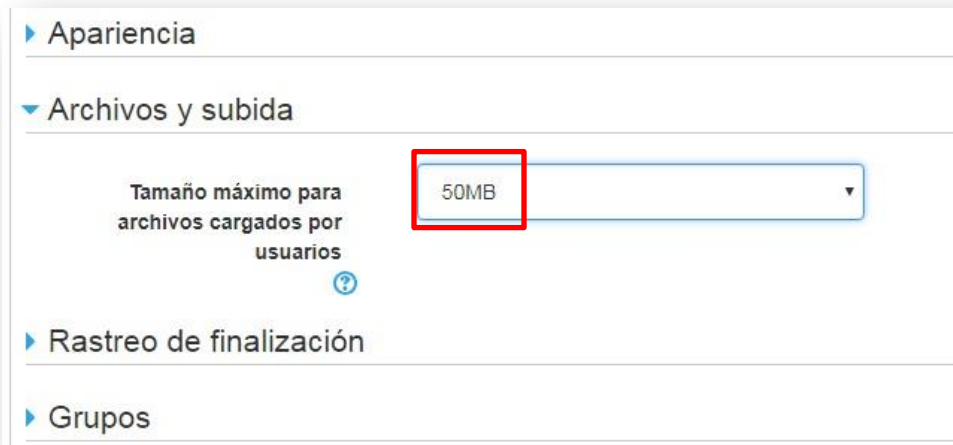 Apariencia
Archivos y subida
Tamaño máximo para
archivos cargados por
usuarios
50MB
Rastreo de finalización
Grupos